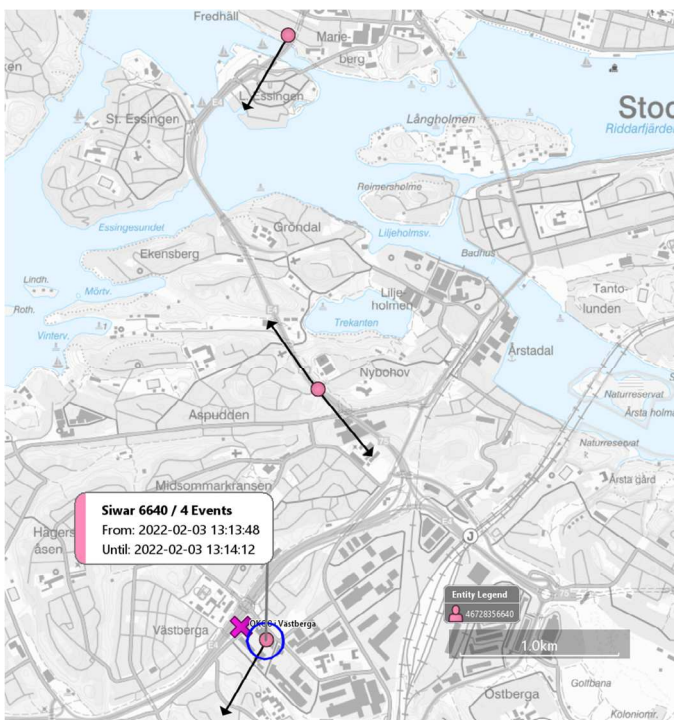 Fredhäll
Marie-
berg
L. Essingen
Stoc
St. Essingen
Långholmen
Riddarfjärde
Reimersholme
Essingesundet
Gröndal
Liljeholmsv.
Badhus
Ekensberg
Lindh.
Mörtv.
Lilje-
holmen
Tanto-
lunden
Roth.
Trekanten
Vinterv.
Årstadal
Nybohov
Naturreservat
Årsta holm
Aspudden
Naturreservat
Midsommarkransen
Årsta gård
Siwar 6640 / 4 Events
From: 2022-02-03 13:13:48
Until: 2022-02-03 13:14:12
Hägers
åsen
J
Entity Legend
46728356640
Västberga
i Västberga
1.0km
E4
Östberga
Golfbana
Koloniomr.